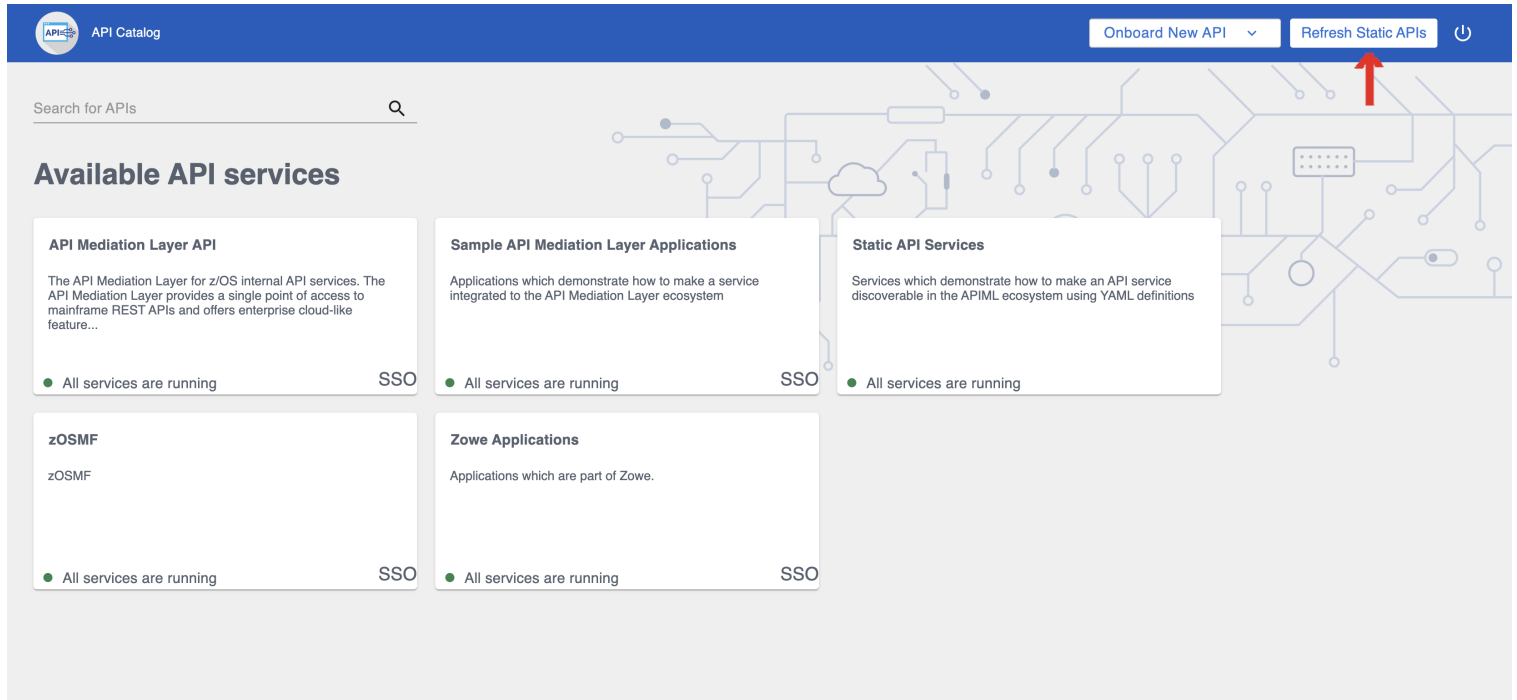 API
API Catalog
Onboard New API
Refresh Static APIs
Search for APIs
Available API services
API Mediation Layer API
The API Mediation Layer for z/OS internal API services. The
API Mediation Layer provides a single point of access to
mainframe REST APIs and offers enterprise cloud-like
feature...
All services are running
SSO
Sample API Mediation Layer Applications
Applications which demonstrate how to make a service
integrated to the API Mediation Layer ecosystem
All services are running
SSO
Static API Services
Services which demonstrate how to make an API service
discoverable in the APIML ecosystem using YAML definitions
All services are running
zOSMF
zOSMF
All services are running
SSO
Zowe Applications
Applications which are part of Zowe.
All services are running
SSO